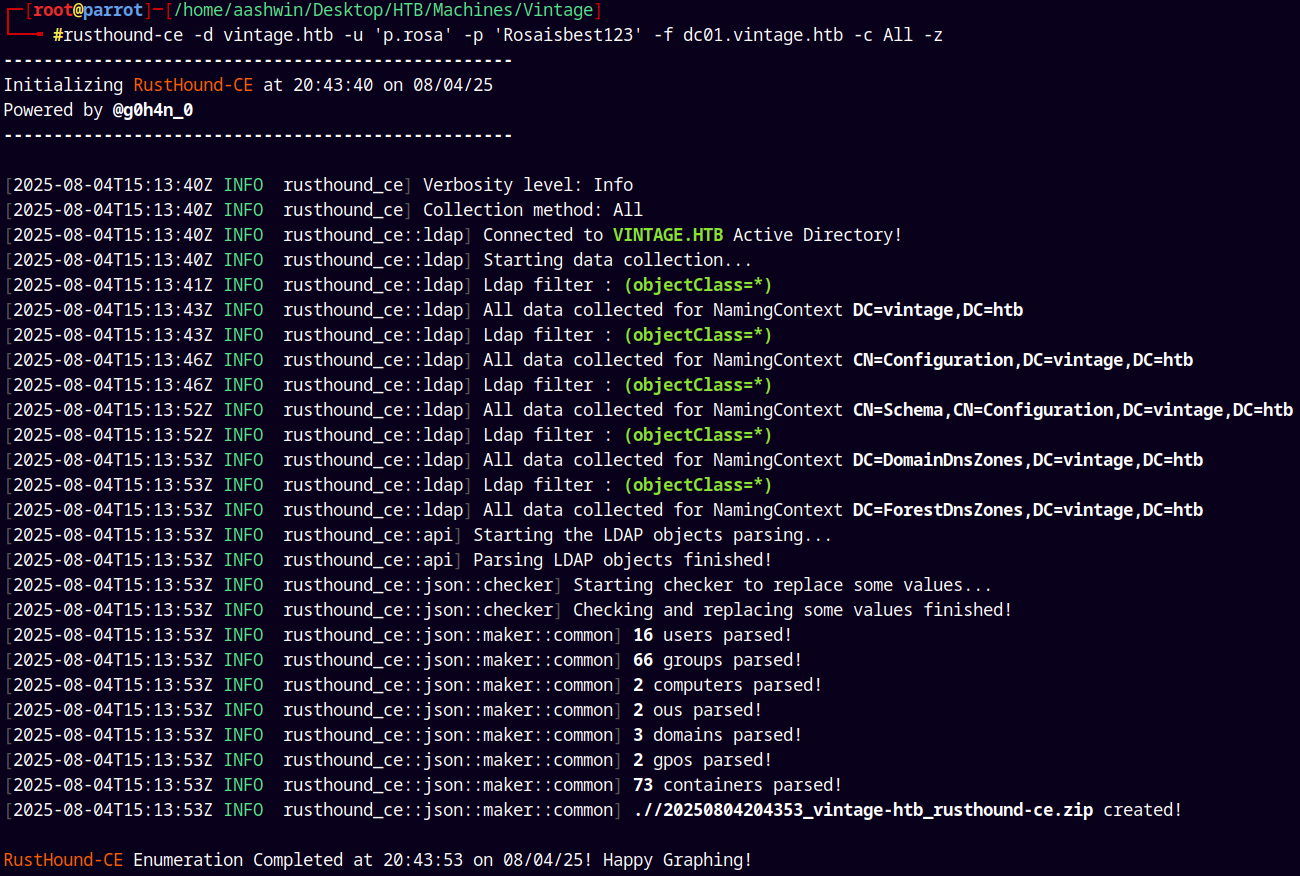 [root@parrot]─[/home/aashwin/Desktop/HTB/Machines/Vintage]
#rusthound-ce -d vintage.htb -u 'p.rosa' -p 'Rosaisbest123' -f dc01.vintage.htb -c All -z
---------------------------------------------------
Initializing RustHound-CE at 20:43:40 on 08/04/25
Powered by @g0h4n_0
---------------------------------------------------
[2025-08-04T15:13:40Z INFO  rusthound_ce] Verbosity level: Info
[2025-08-04T15:13:40Z INFO  rusthound_ce] Collection method: All
[2025-08-04T15:13:40Z INFO  rusthound_ce::ldap] Connected to VINTAGE.HTB Active Directory!
[2025-08-04T15:13:40Z INFO  rusthound_ce::ldap] Starting data collection...
[2025-08-04T15:13:41Z INFO  rusthound_ce::ldap] Ldap filter : (objectClass=*)
[2025-08-04T15:13:43Z INFO  rusthound_ce::ldap] All data collected for NamingContext DC=vintage,DC=htb
[2025-08-04T15:13:43Z INFO  rusthound_ce::ldap] Ldap filter : (objectClass=*)
[2025-08-04T15:13:46Z INFO  rusthound_ce::ldap] All data collected for NamingContext CN=Configuration,DC=vintage,DC=htb
[2025-08-04T15:13:46Z INFO  rusthound_ce::ldap] Ldap filter : (objectClass=*)
[2025-08-04T15:13:52Z INFO  rusthound_ce::ldap] All data collected for NamingContext CN=Schema,CN=Configuration,DC=vintage,DC=htb
[2025-08-04T15:13:52Z INFO  rusthound_ce::ldap] Ldap filter : (objectClass=*)
[2025-08-04T15:13:53Z INFO  rusthound_ce::ldap] All data collected for NamingContext DC=DomainDnsZones,DC=vintage,DC=htb
[2025-08-04T15:13:53Z INFO  rusthound_ce::ldap] Ldap filter : (objectClass=*)
[2025-08-04T15:13:53Z INFO  rusthound_ce::ldap] All data collected for NamingContext DC=ForestDnsZones,DC=vintage,DC=htb
[2025-08-04T15:13:53Z INFO  rusthound_ce::api] Starting the LDAP objects parsing...
[2025-08-04T15:13:53Z INFO  rusthound_ce::api] Parsing LDAP objects finished!
[2025-08-04T15:13:53Z INFO  rusthound_ce::json::checker] Starting checker to replace some values...
[2025-08-04T15:13:53Z INFO  rusthound_ce::json::checker] Checking and replacing some values finished!
[2025-08-04T15:13:53Z INFO  rusthound_ce::json::maker::common] 16 users parsed!
[2025-08-04T15:13:53Z INFO  rusthound_ce::json::maker::common] 66 groups parsed!
[2025-08-04T15:13:53Z INFO  rusthound_ce::json::maker::common] 2 computers parsed!
[2025-08-04T15:13:53Z INFO  rusthound_ce::json::maker::common] 2 ous parsed!
[2025-08-04T15:13:53Z INFO  rusthound_ce::json::maker::common] 3 domains parsed!
[2025-08-04T15:13:53Z INFO  rusthound_ce::json::maker::common] 2 gpos parsed!
[2025-08-04T15:13:53Z INFO  rusthound_ce::json::maker::common] 73 containers parsed!
[2025-08-04T15:13:53Z INFO  rusthound_ce::json::maker::common] .//20250804204353_vintage-htb_rusthound-ce.zip created!
RustHound-CE Enumeration Completed at 20:43:53 on 08/04/25! Happy Graphing!